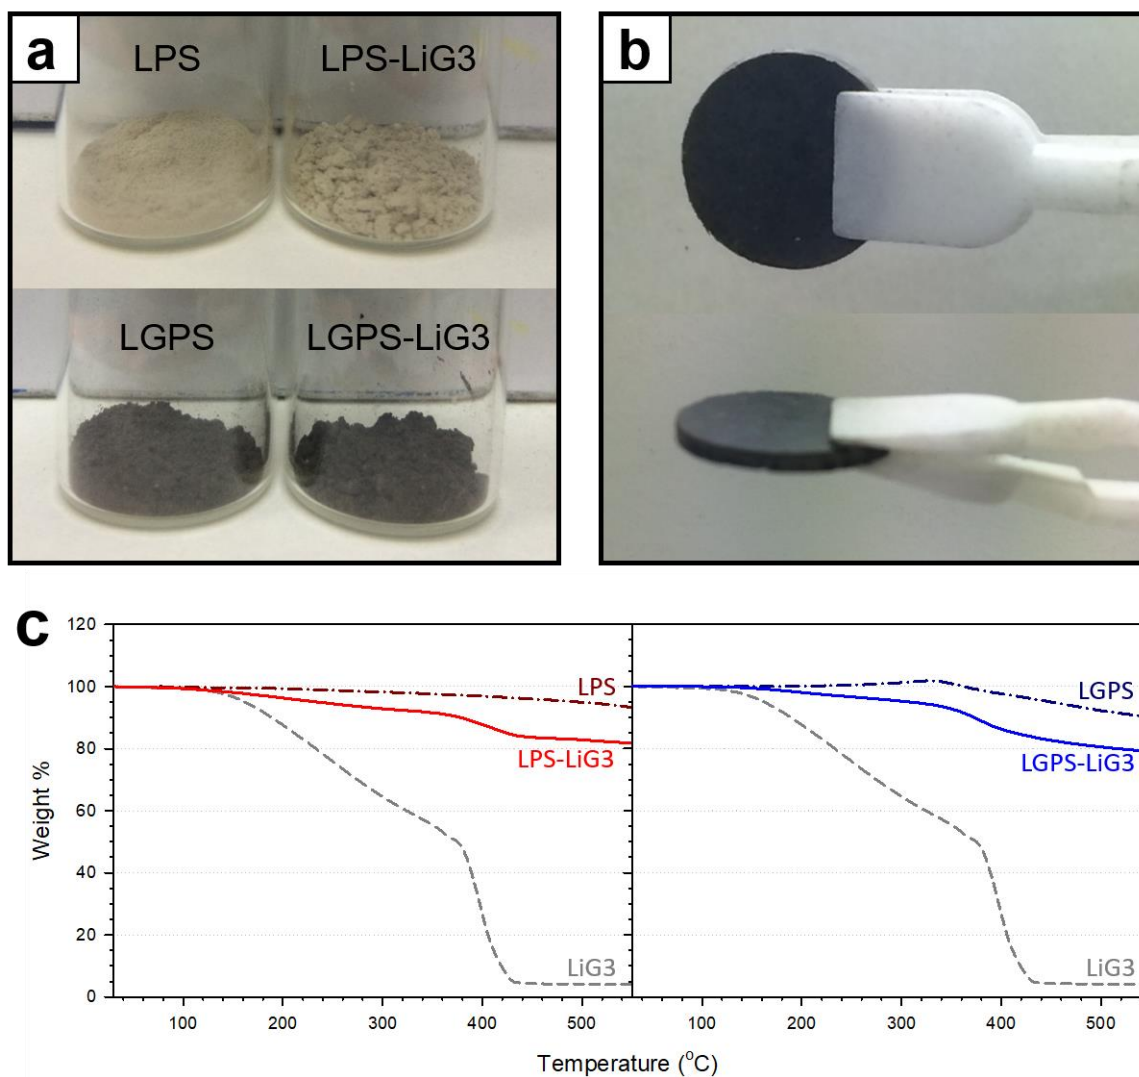 a
LPS LPS-LiG3
LGPS LGPS-LiG3
b
c
120
100
80
60
40
20
0
Weight %
LPS
LPS-LiG3
LiG3
LGPS
LGPS-LiG3
LiG3
100 200 300 400 500 100 200 300 400 500
Temperature (°C)